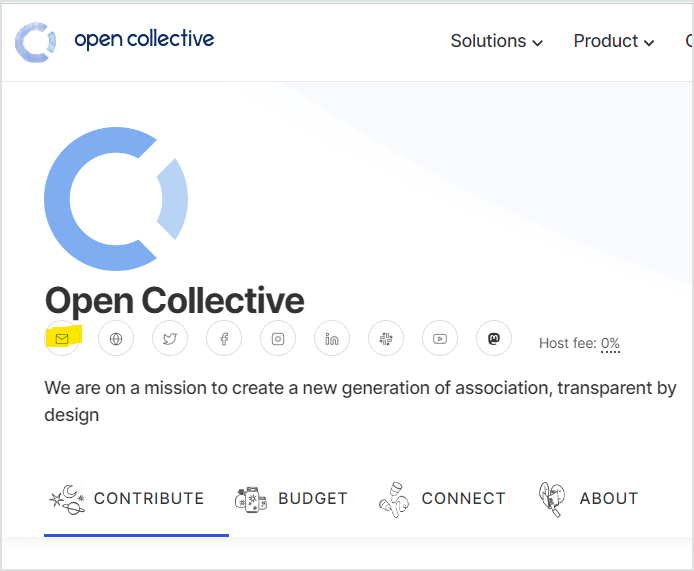 open collective
Solutions Product
Open Collective
Host fee: 0%
We are on a mission to create a new generation of association, transparent by
design
CONTRIBUTE BUDGET CONNECT ABOUT